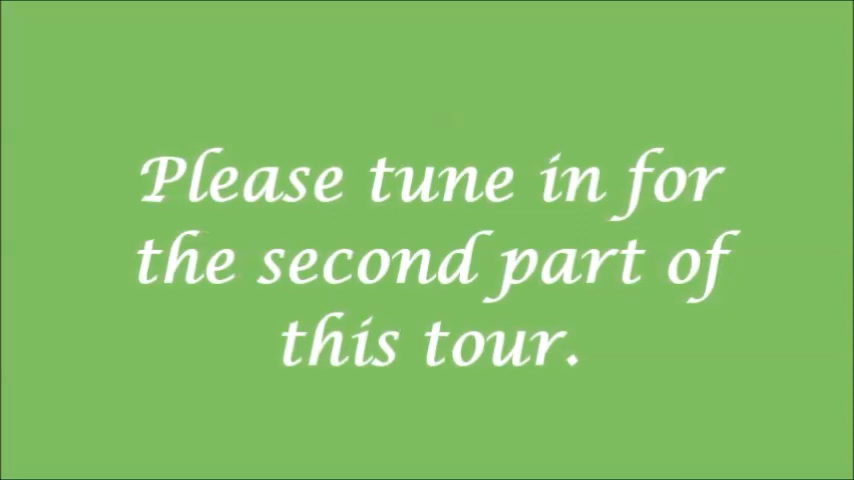 Please tune in for
the second part of
this tour.